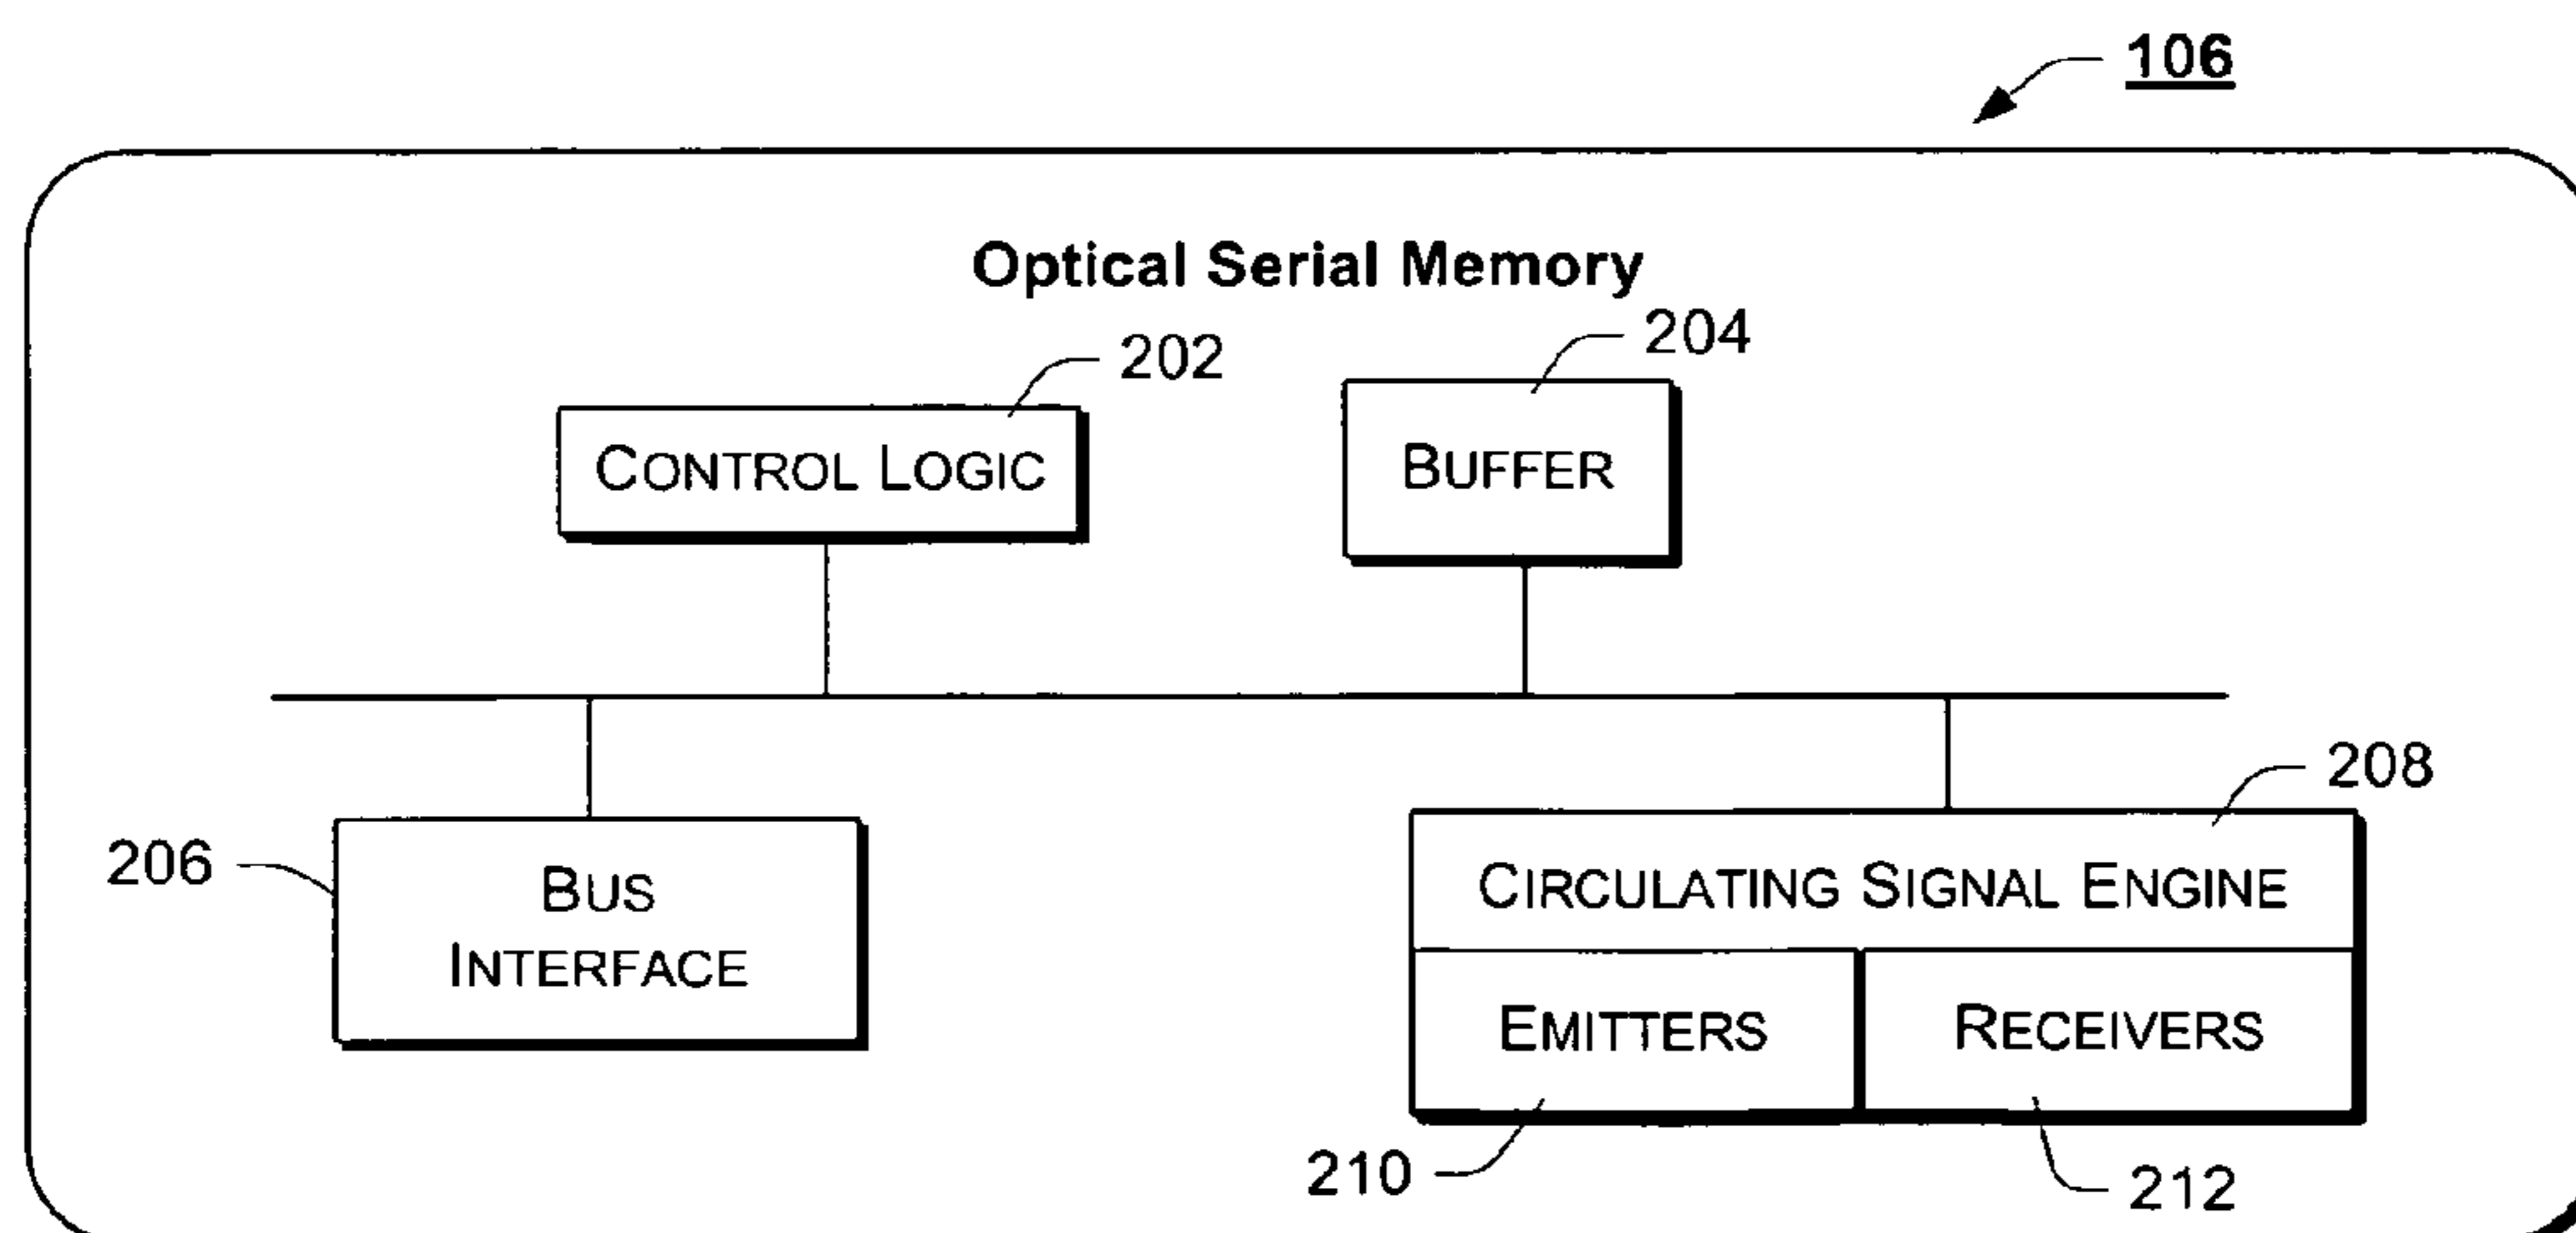 106
Optical Serial Memory
204
202
CONTROL LOGIC
BUFFER
208
206
BUS
INTERFACE
CIRCULATING SIGNAL ENGINE
EMITTERS
RECEIVERS
210
212